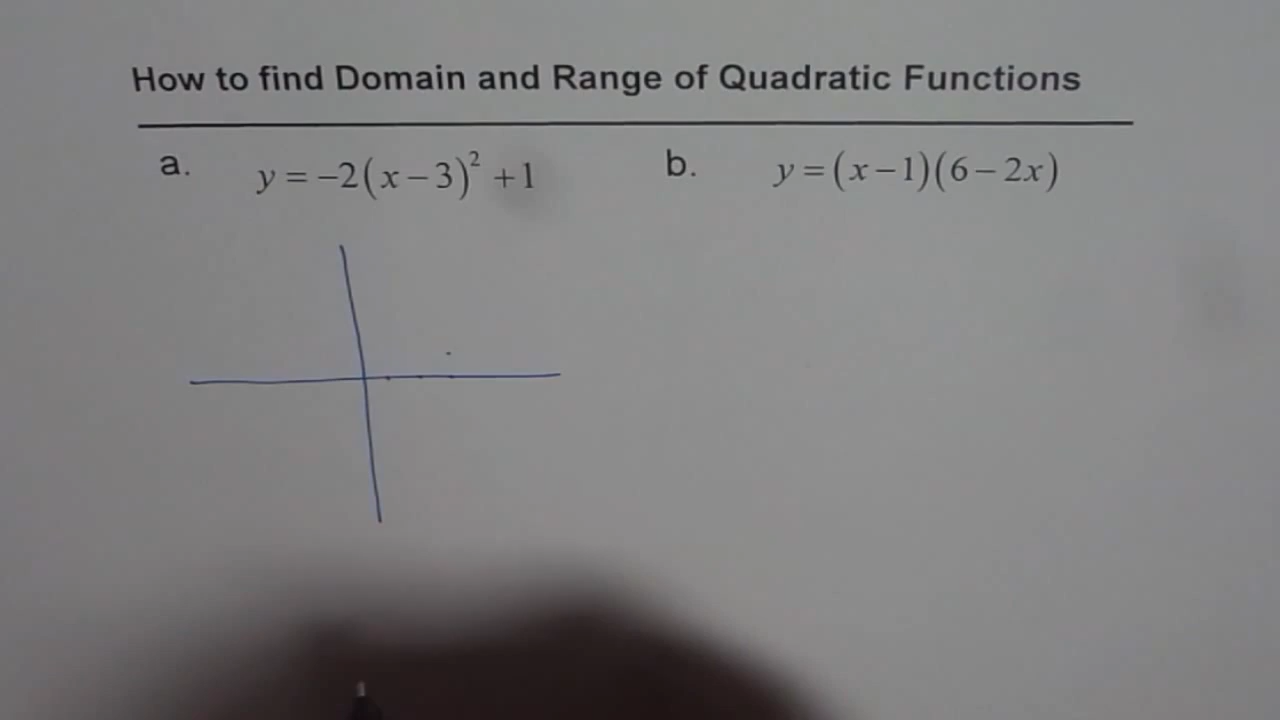 How to find Domain and Range of Quadratic Functions
a. y = −2(x − 3)² + 1 b. y = (x − 1)(6 − 2x)